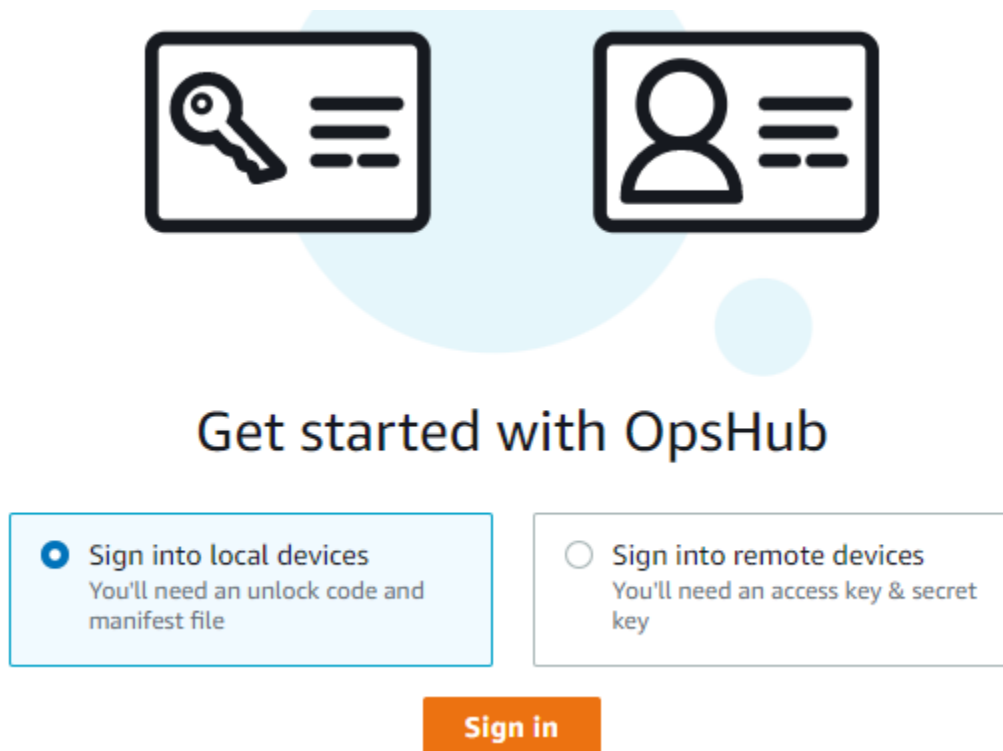 Get started with OpsHub
Sign into local devices
You'll need an unlock code and
manifest file
Sign into remote devices
You'll need an access key & secret
key
Sign in